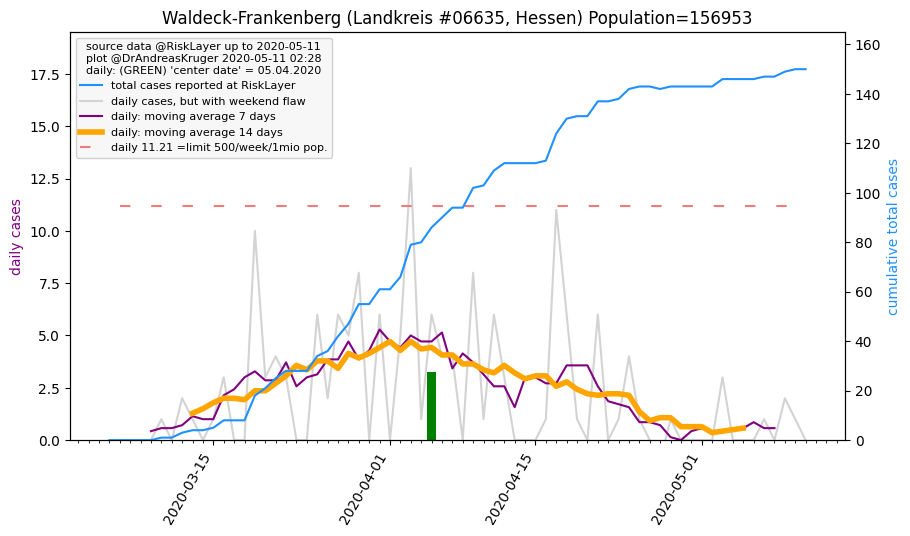 Waldeck-Frankenberg (Landkreis #06635, Hessen) Population=156953
source data @RiskLayer up to 2020-05-11
plot @DrAndreasKruger 2020-05-11 02:28
daily: (GREEN) 'center date' = 05.04.2020
total cases reported at RiskLayer
daily cases, but with weekend flaw
daily: moving average 7 days
daily: moving average 14 days
daily 11.21 =limit 500/week/1mio pop.
daily cases
17.5
15.0
12.5
10.0
7.5
5.0
2.5
0.0
160
140
120
100
80
60
40
20
0
cumulative total cases
2020-03-15
2020-04-01
2020-04-15
2020-05-01